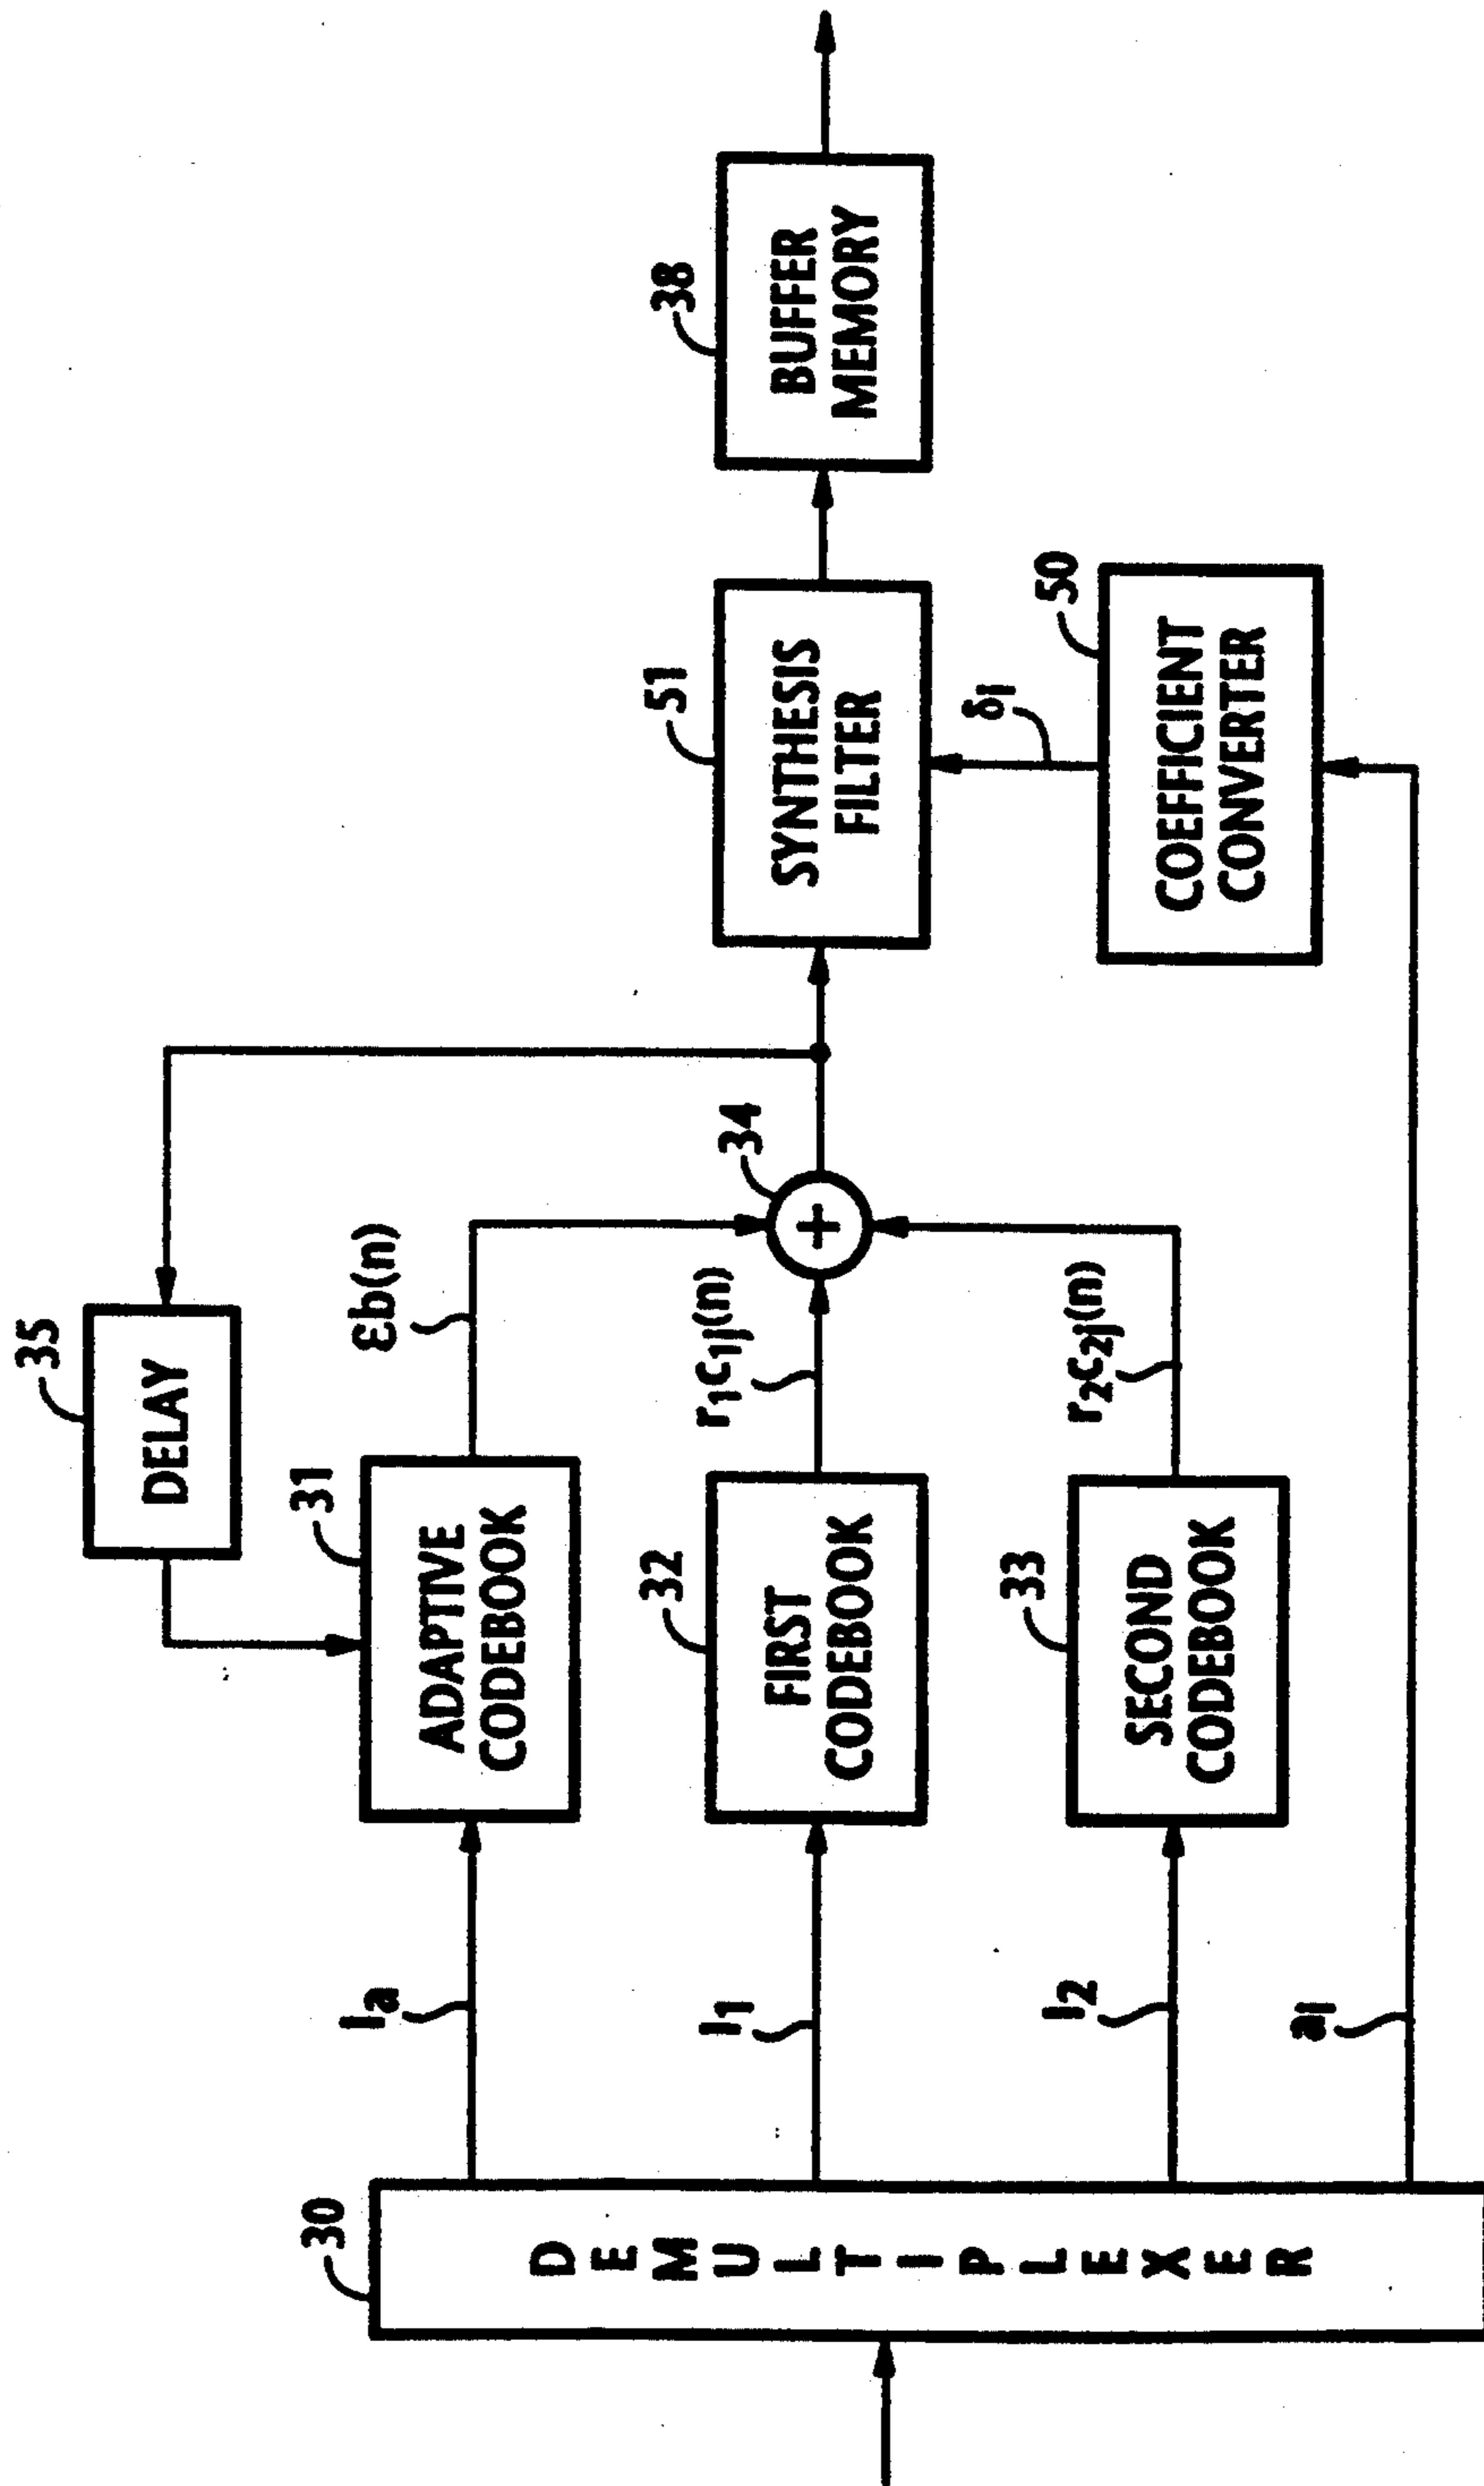 35
DELAY
31
ADAPTIVE
CODEBOOK
εb(n)
Ia
30
DEMULTIPLEXER
32
FIRST
CODEBOOK
I1
r1c1j(n)
34
+
51
SYNTHESIS
FILTER
38
BUFFER
MEMORY
33
SECOND
CODEBOOK
I2
r2c2j(n)
δI
50
COEFFICIENT
CONVERTER
aI